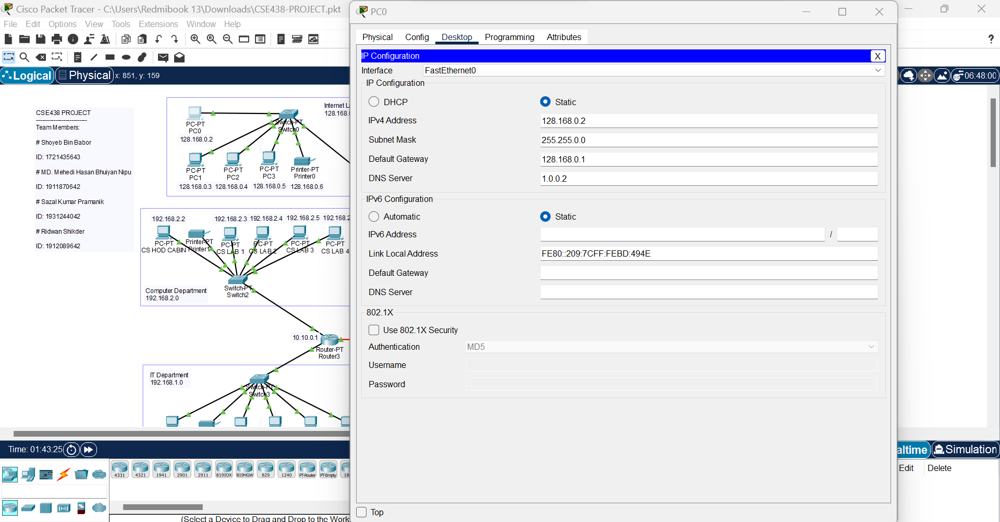 Cisco Packet Tracer - C:\Users\Redmibook 13\Downloads\CSE438-PROJECT.pkt
File Edit Options View Tools Extensions Window Help
Logical Physical x: 851, y: 159
06:48:00
?
CSE438 PROJECT
--------------------------
Team Members:
# Shoyeb Bin Babor
ID: 1721435643
# MD. Mehedi Hasan Bhuiyan Nipu
ID: 1911870642
# Sazal Kumar Pramanik
ID: 1931244042
# Ridwan Shikder
ID: 1912089642
Internet L
128.168.
PC-PT
PC0
128.168.0.2
Switch-PT
Switch0
PC-PT
PC1
128.168.0.3
PC-PT
PC2
128.168.0.4
PC-PT
PC3
128.168.0.5
Printer-PT
Printer0
128.168.0.6
192.168.2.2 192.168.2.3 192.168.2.4 192.168.2.5 192.168.2
PC-PT
CS HOD CABIN
Printer-PT
Printer1
PC-PT
CS LAB 1
PC-PT
CS LAB 2
PC-PT
CS LAB 3
PC-PT
CS LAB 4
Switch-PT
Switch2
Computer Department
192.168.2.0
10.10.0.1
Router-PT
Router3
IT Department
192.168.1.0
Switch-PT
Switch3
Time: 01:43:25
4331 4321 1941 2901 2911 819IOX 819HGW 829 1240 PT-Router PT-Empty 18
(Select a Device to Drag and Drop to the Work
PC0
Physical Config Desktop Programming Attributes
IP Configuration
X
Interface FastEthernet0
IP Configuration
DHCP Static
IPv4 Address 128.168.0.2
Subnet Mask 255.255.0.0
Default Gateway 128.168.0.1
DNS Server 1.0.0.2
IPv6 Configuration
Automatic Static
IPv6 Address /
Link Local Address FE80::209:7CFF:FEBD:494E
Default Gateway
DNS Server
802.1X
Use 802.1X Security
Authentication MD5
Username
Password
Top
altime Simulation
Edit Delete